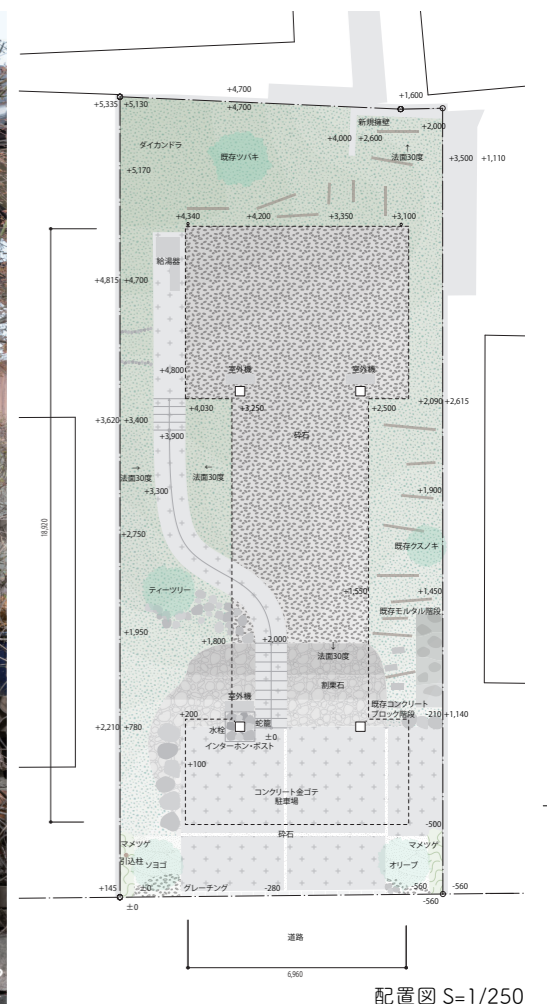 +4,700
+1,600
+5,335 +5,130
+4,700
新規擁壁
+2,000
+4,000 +2,600
ダイカンドラ
既存ツバキ
↑
法面30度
+3,500 +1,110
+5,170
+4,340 +4,200 +3,350 +3,100
給湯器
+4,815 +4,700
+4,800
室外機
室外機
+4,030 +3,250
+2,500
+2,090 +2,615
+3,620 +3,400
+3,900
砕石
→
法面30度
←
法面30度
+3,300
+1,900
18,920
+2,750
既存クスノキ
ティーツリー
+1,550
+1,450
既存モルタル階段
+1,950
+1,800
+2,000
↓
法面30度
割栗石
室外機
+2,210 +780
+200
蛇籠
水栓
±0
インターホン・ポスト
既存コンクリート
ブロック階段
-210 +1,140
+100
コンクリート金ゴテ
駐車場
砕石
-500
マメツゲ
マメツゲ
引込柱
ソヨゴ
オリーブ
+145
±0
グレーチング
-280
-560
-560
±0
-560
道路
6,960
配置図 S=1/250